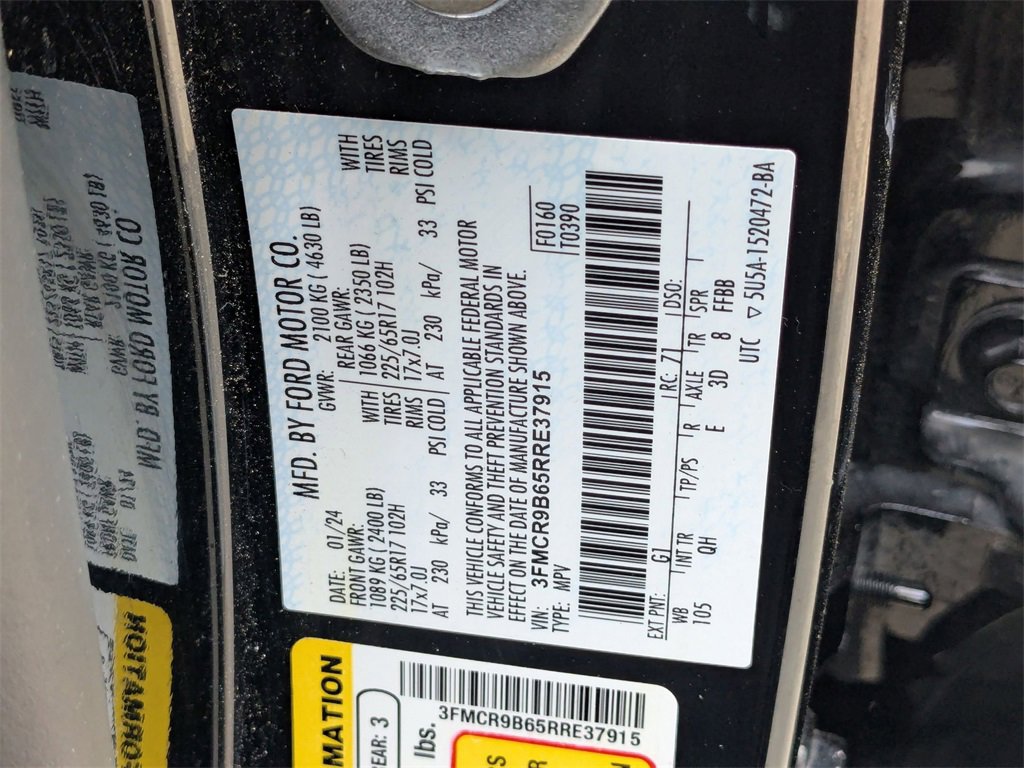 MFD. BY FORD MOTOR CO.
DATE: 01/24 GVWR: 2100 KG ( 4630 LB)
FRONT GAWR: REAR GAWR: WITH
1089 KG ( 2400 LB) WITH 1066 KG ( 2350 LB) TIRES
225/65R17 102H TIRES 225/65R17 102H RIMS
17x7.0J RIMS 17x7.0J
AT 230 kPa/ 33 PSI COLD AT 230 kPa/ 33 PSI COLD
THIS VEHICLE CONFORMS TO ALL APPLICABLE FEDERAL MOTOR
VEHICLE SAFETY AND THEFT PREVENTION STANDARDS IN
EFFECT ON THE DATE OF MANUFACTURE SHOWN ABOVE.
VIN: 3FMCR9B65RRE37915 F0160
TYPE: MPV T0390
EXT PNT: G1 RC: 71 DSO:
WB INT TR TP/PS R AXLE TR SPR
105 QH E 3D 8 FFBB
UTC ▽ 5U5A-1520472-BA
MATION
REAR: 3
lbs.
3FMCR9B65RRE37915